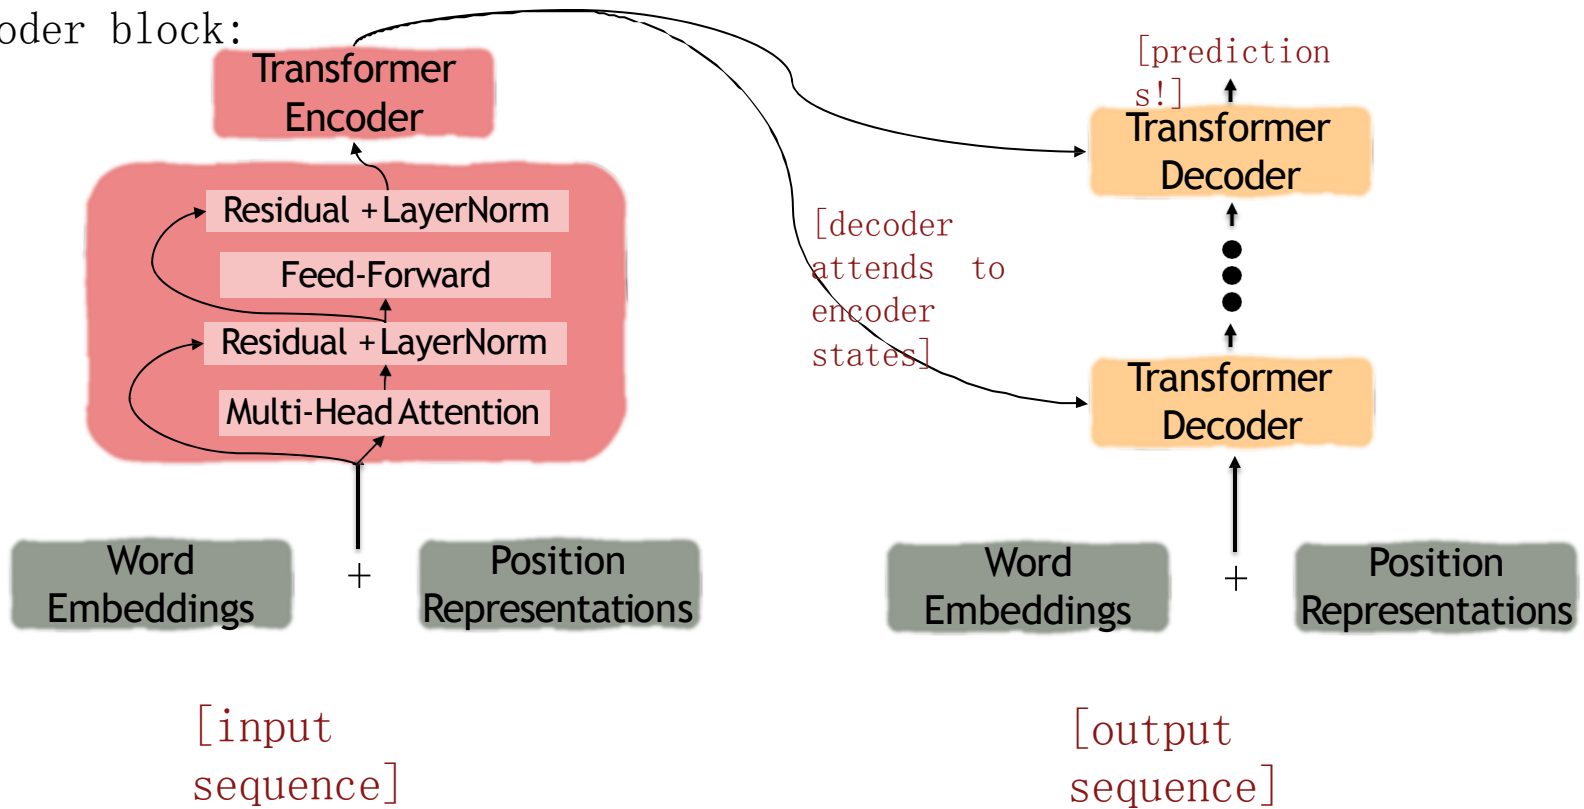 oder block:
Transformer
Encoder
Residual + LayerNorm
Feed-Forward
Residual + LayerNorm
Multi-Head Attention
Word
Embeddings
+
Position
Representations
[input
sequence]
[decoder
attends to
encoder
states]
[prediction
s!]
Transformer
Decoder
Transformer
Decoder
Word
Embeddings
+
Position
Representations
[output
sequence]